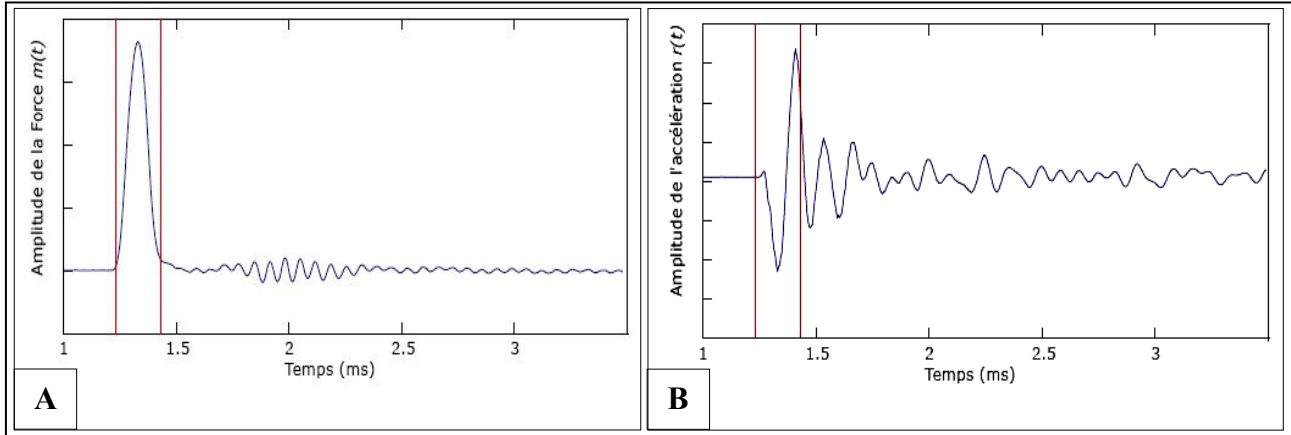 Amplitude de la Force m(t)
1 1.5 2 2.5 3
Temps (ms)
A
Amplitude de l'accélération r(t)
1 1.5 2 2.5 3
Temps (ms)
B